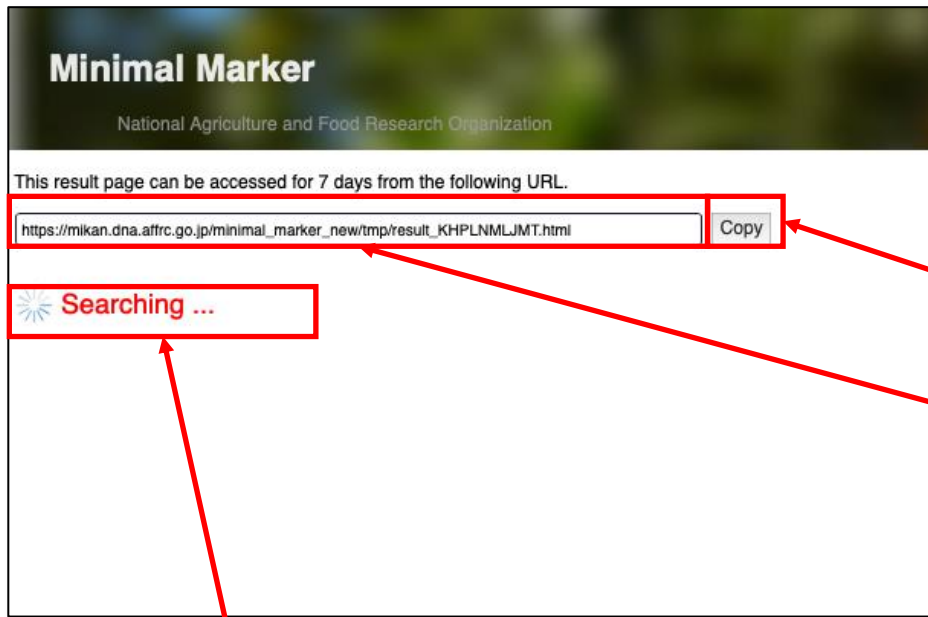 Minimal Marker
National Agriculture and Food Research Organization
This result page can be accessed for 7 days from the following URL.
https://mikan.dna.affrc.go.jp/minimal_marker_new/tmp/result_KHPLNMLJMT.html Copy
Searching ...